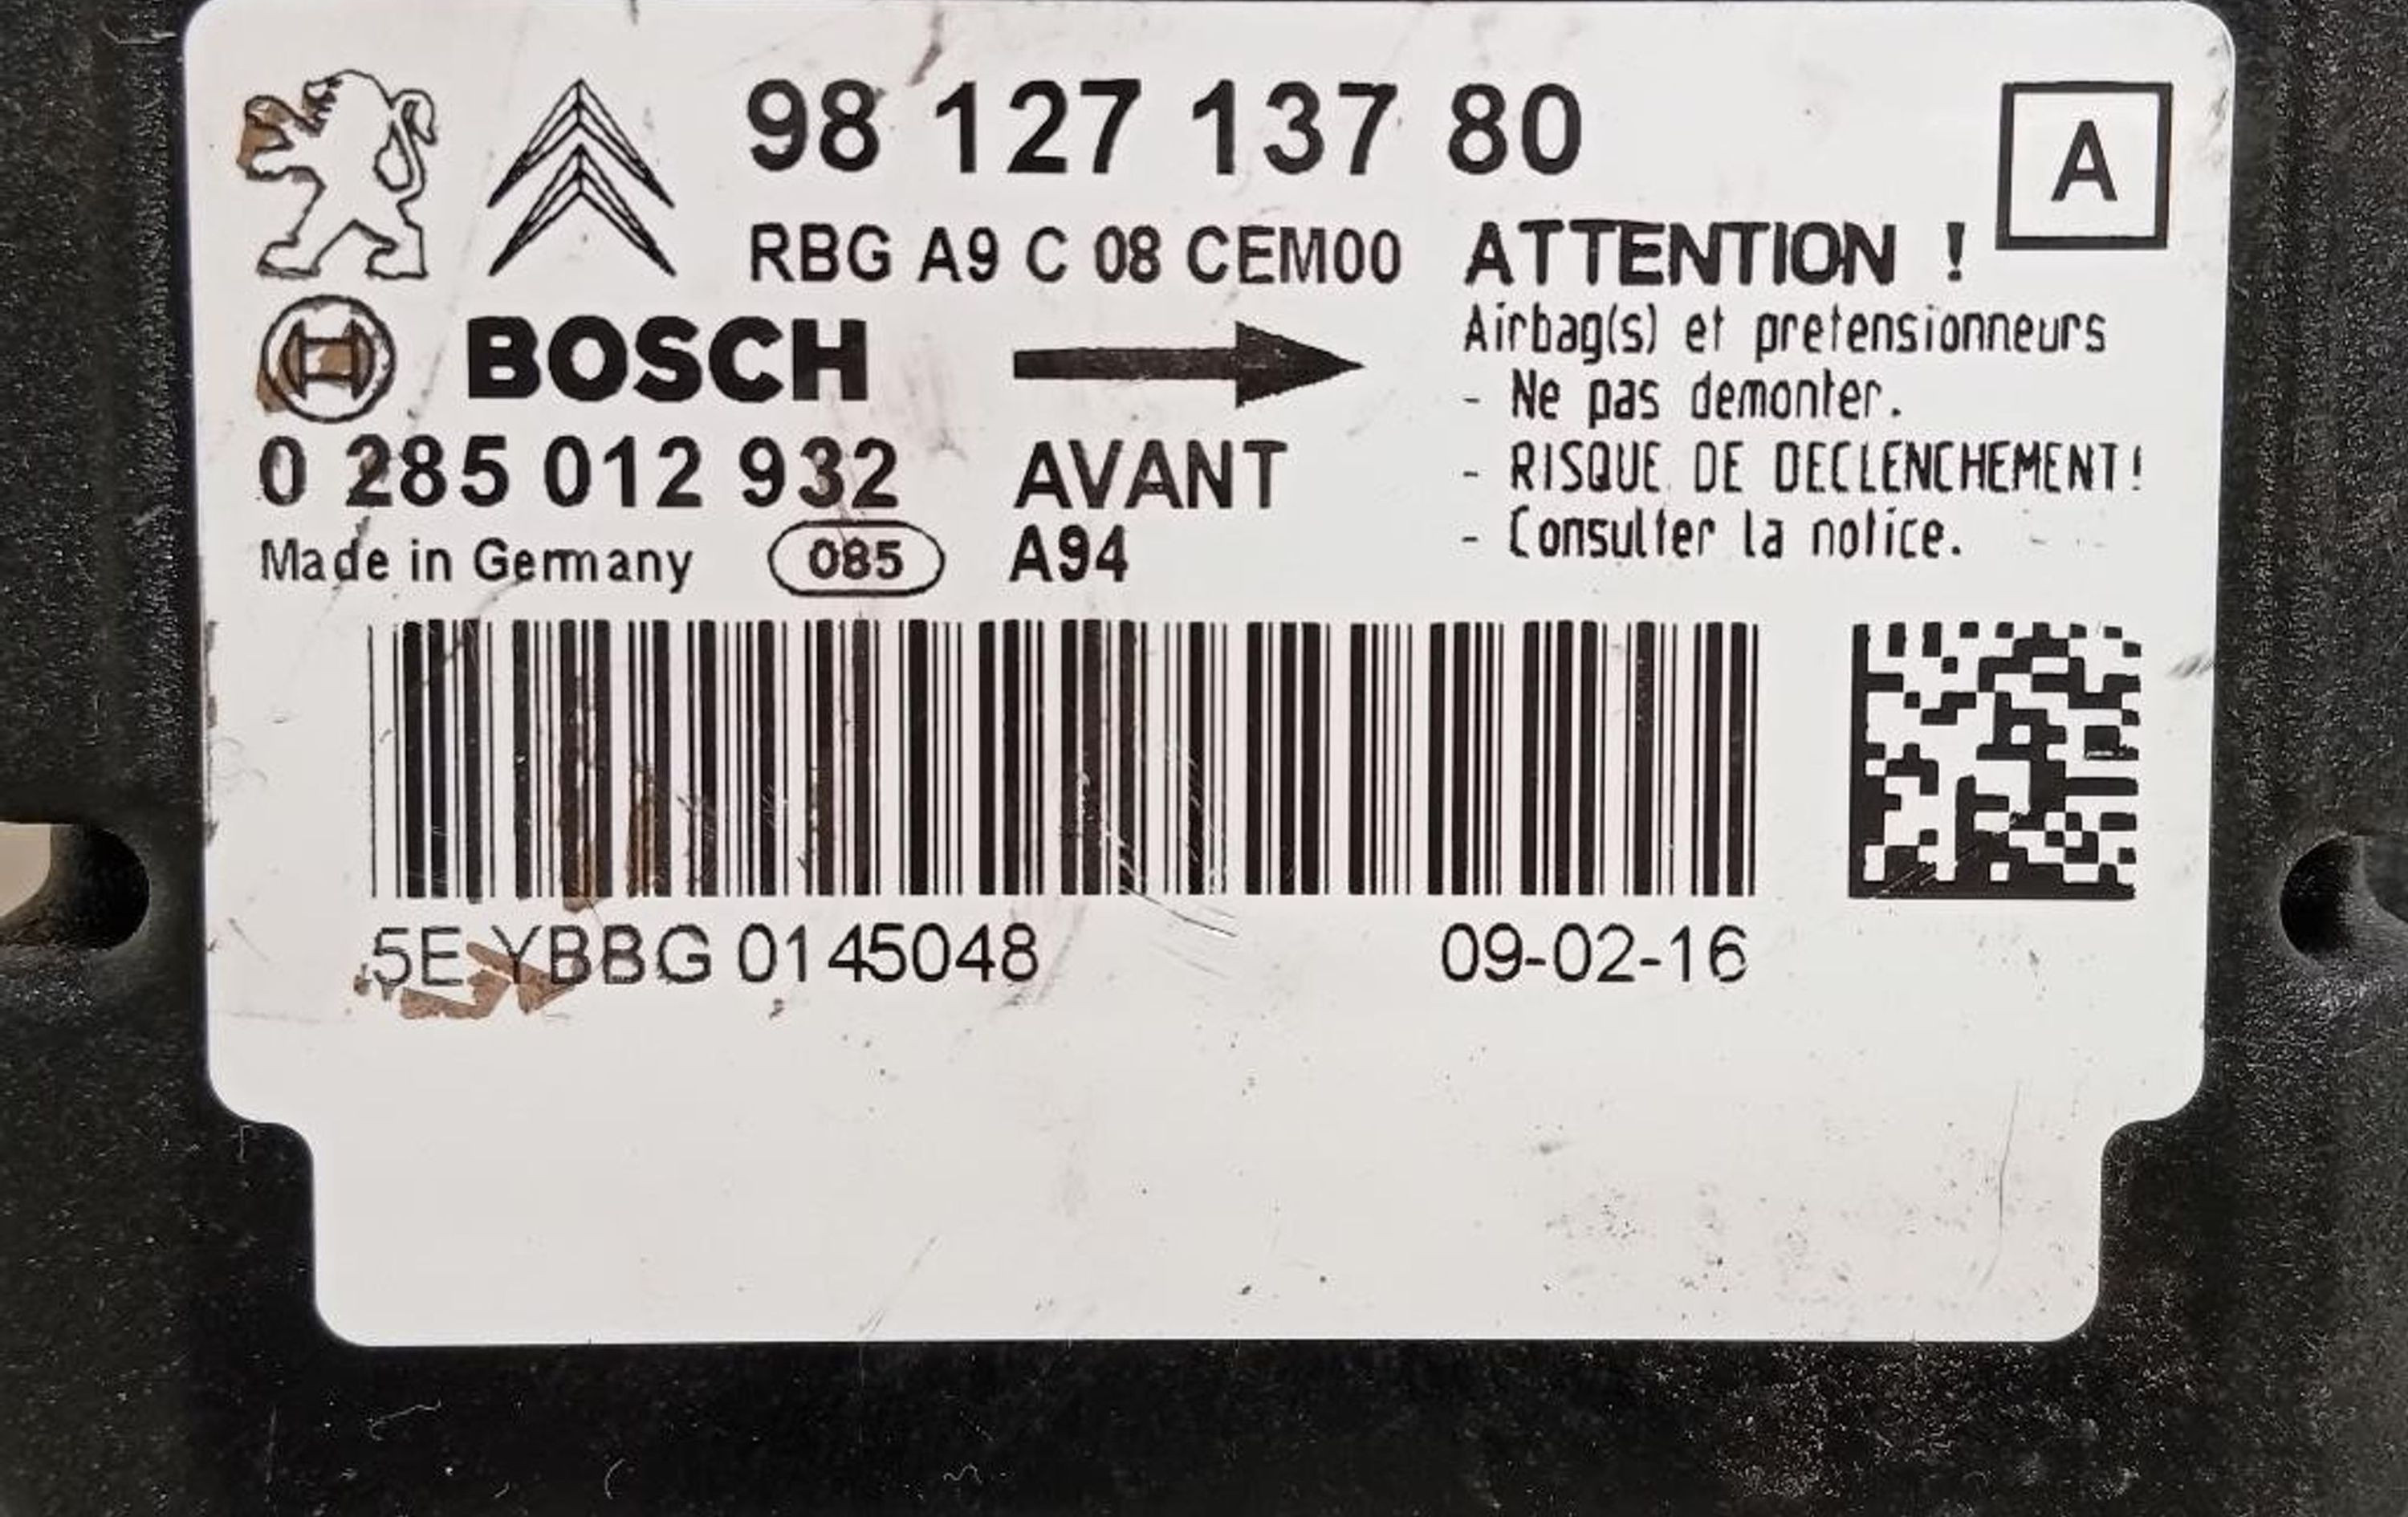 98 127 137 80
A
RBG A9 C 08 CEM00
ATTENTION !
Airbag(s) et pretensionneurs
- Ne pas demonter.
- RISQUE DE DECLENCHEMENT!
- Consulter la notice.
BOSCH
0 285 012 932
AVANT
Made in Germany
085
A94
5E YBBG 0145048
09-02-16